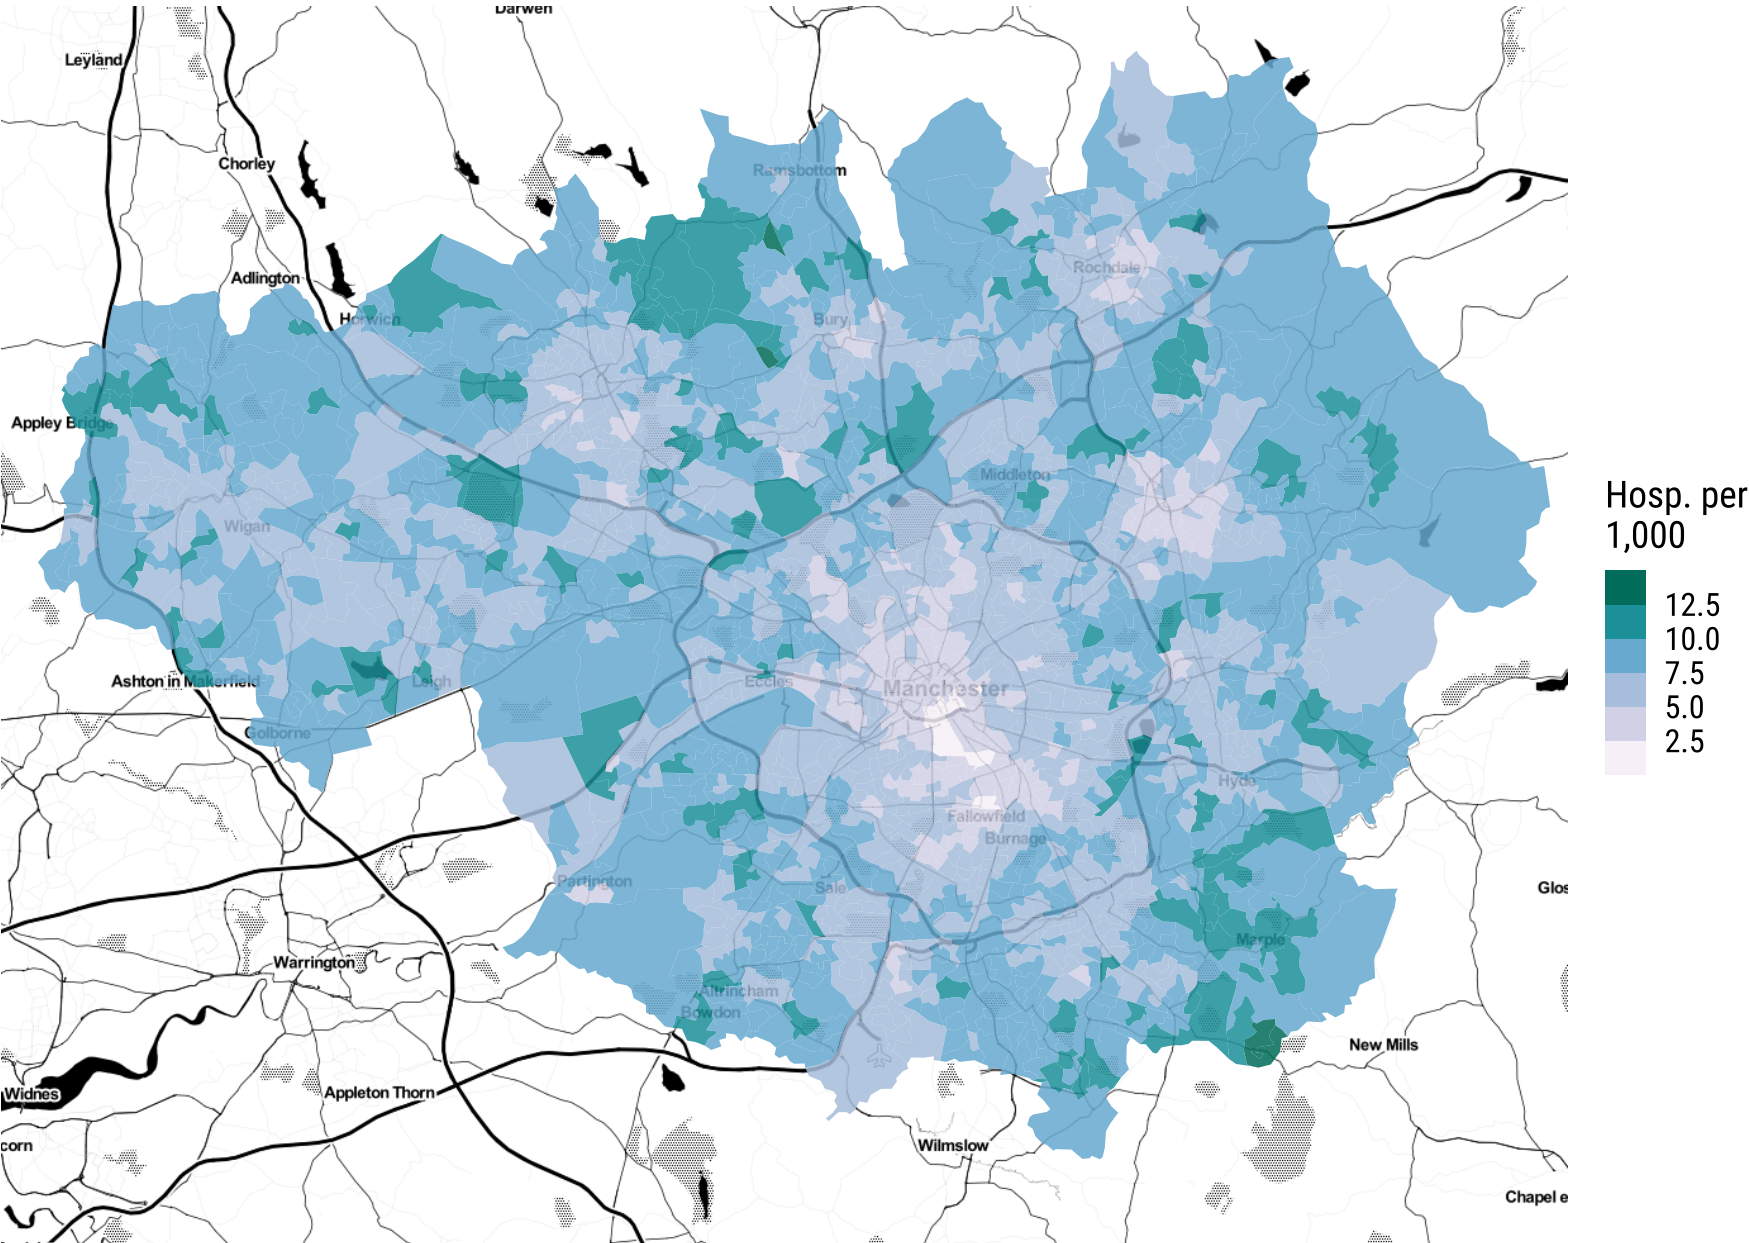 Darwen
Leyland
Chorley
Ramsbottom
Rochdale
Adlington
Horwich
Bury
Appley Bridge
Middleton
Wigan
Hosp. per
1,000
12.5
10.0
7.5
5.0
2.5
Ashton in Makerfield
Leigh
Eccles
Manchester
Golborne
Hyde
Fallowfield
Burnage
Partington
Sale
Glos
Marple
Warrington
Altrincham
Bowdon
New Mills
Widnes
Appleton Thorn
corn
Wilmslow
Chapel e